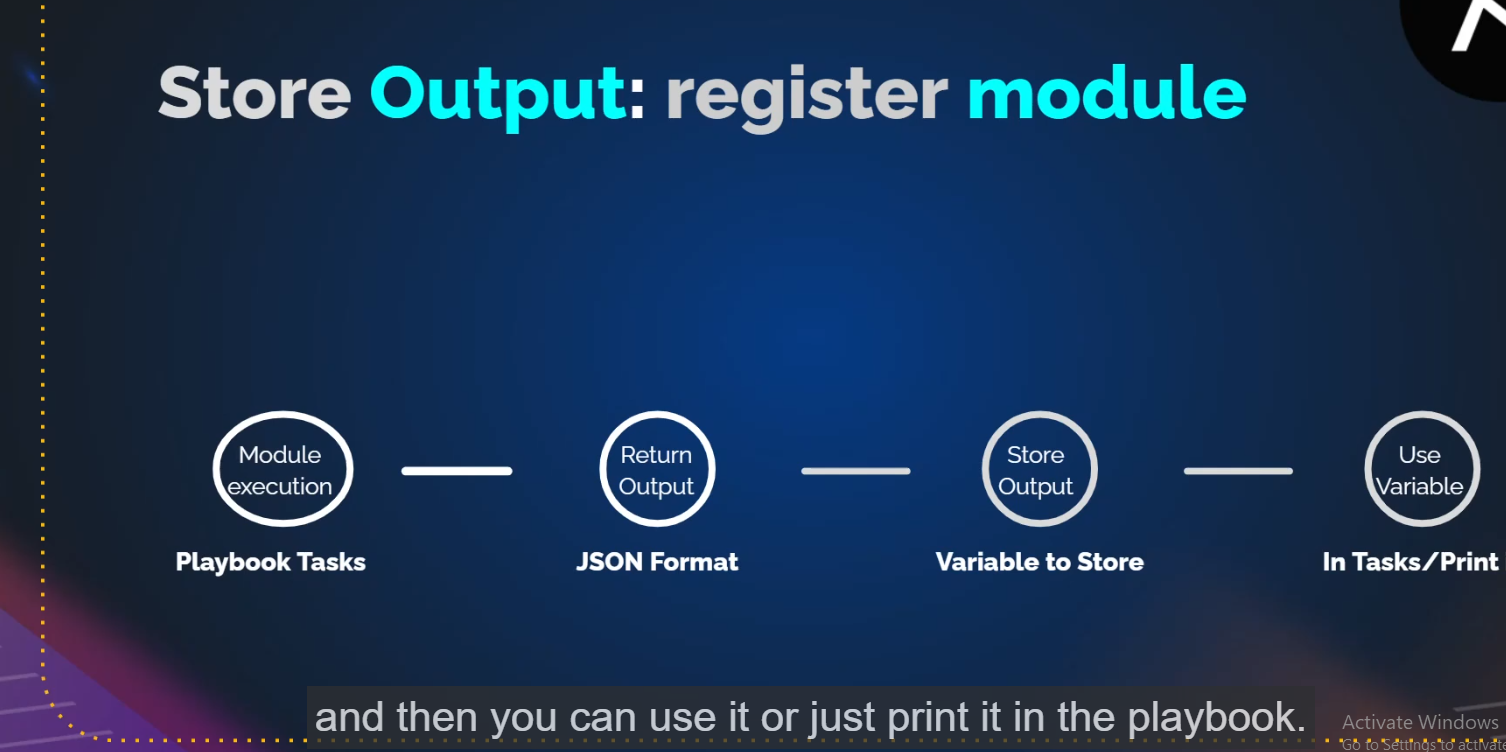 Store Output: register module
Module
execution
Playbook Tasks
Return
Output
JSON Format
Store
Output
Variable to Store
Use
Variable
In Tasks/Print
and then you can use it or just print it in the playbook.
Activate Windows
Go to Settings to activate